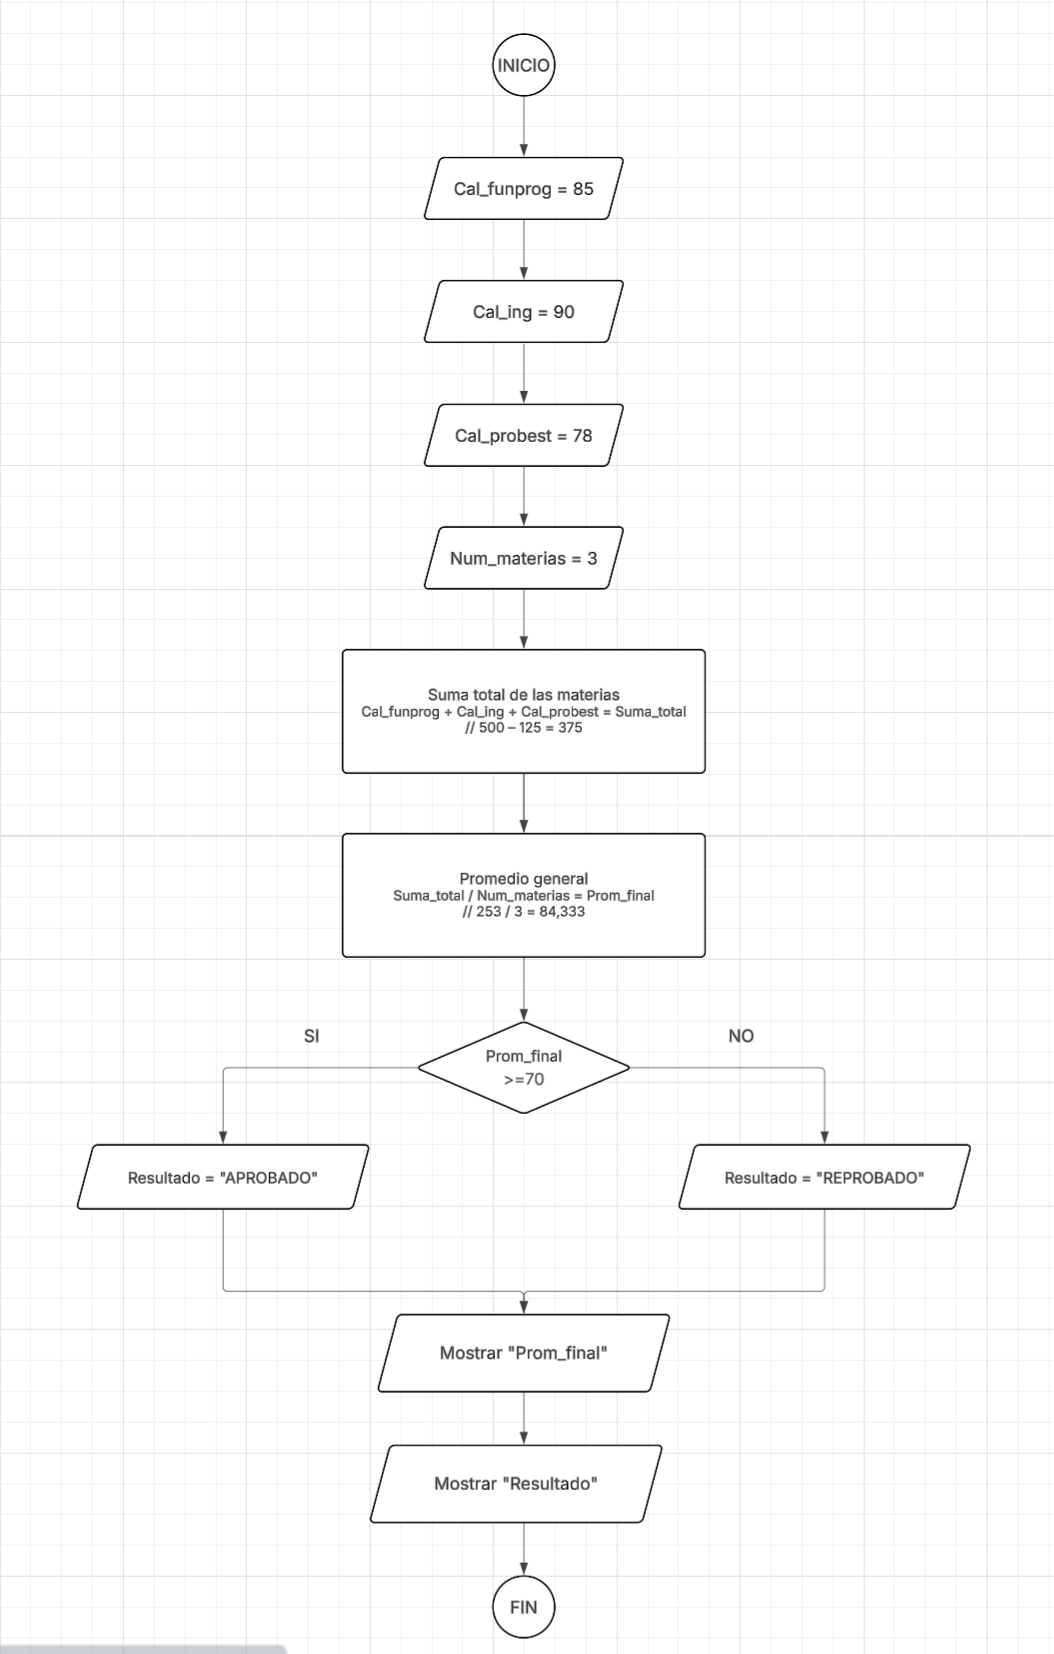 INICIO
Cal_funprog = 85
Cal_ing = 90
Cal_probest = 78
Num_materias = 3
Suma total de las materias
Cal_funprog + Cal_ing + Cal_probest = Suma_total
// 500 – 125 = 375
Promedio general
Suma_total / Num_materias = Prom_final
// 253 / 3 = 84,333
SI
NO
Prom_final
>=70
Resultado = "APROBADO"
Resultado = "REPROBADO"
Mostrar "Prom_final"
Mostrar "Resultado"
FIN